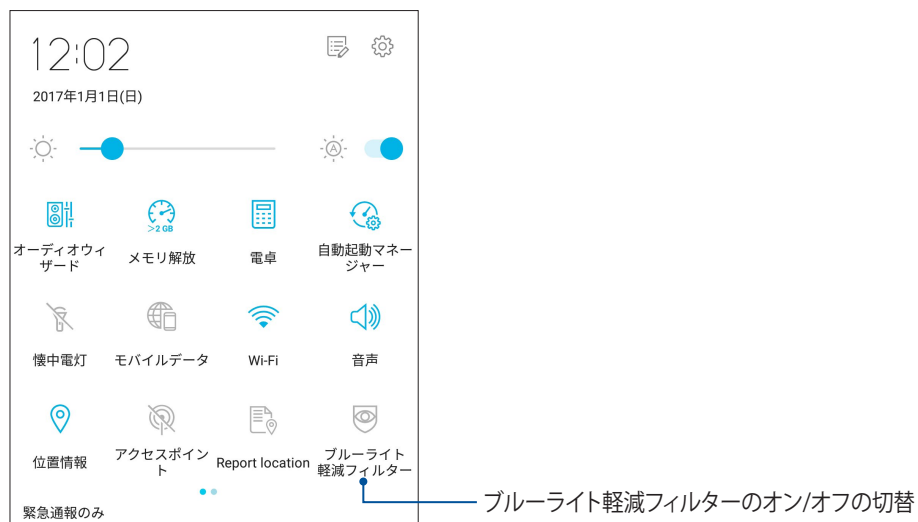 12:02
2017年1月1日(日)
A
>2 GB
オーディオウィ
ザード
メモリ解放
電卓
自動起動マネー
ジャー
懐中電灯
モバイルデータ
Wi-Fi
音声
位置情報
アクセスポイン
ト
Report location
ブルーライト
軽減フィルター
ブルーライト軽減フィルターのオン/オフの切替
緊急通報のみ